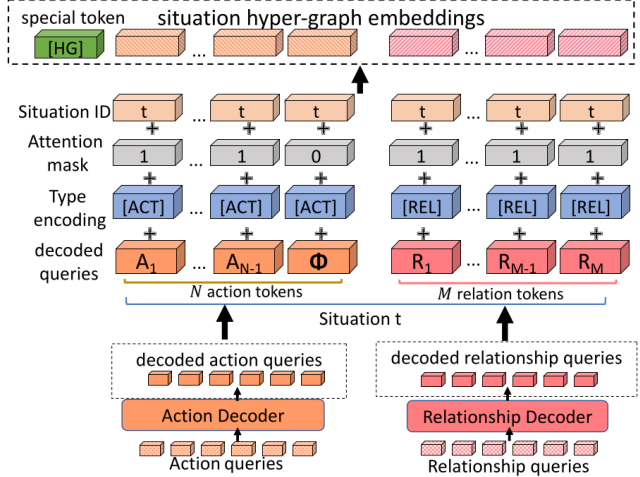 special token
situation hyper-graph embeddings
[HG] ... ...
Situation ID t ... t t t ... t t
Attention mask 1 ... 1 0 1 ... 1 1
Type encoding [ACT] ... [ACT] [ACT] [REL] ... [REL] [REL]
decoded queries A1 ... AN-1 Φ R1 ... RM-1 RM
N action tokens M relation tokens
Situation t
decoded action queries decoded relationship queries
Action Decoder Relationship Decoder
Action queries Relationship queries